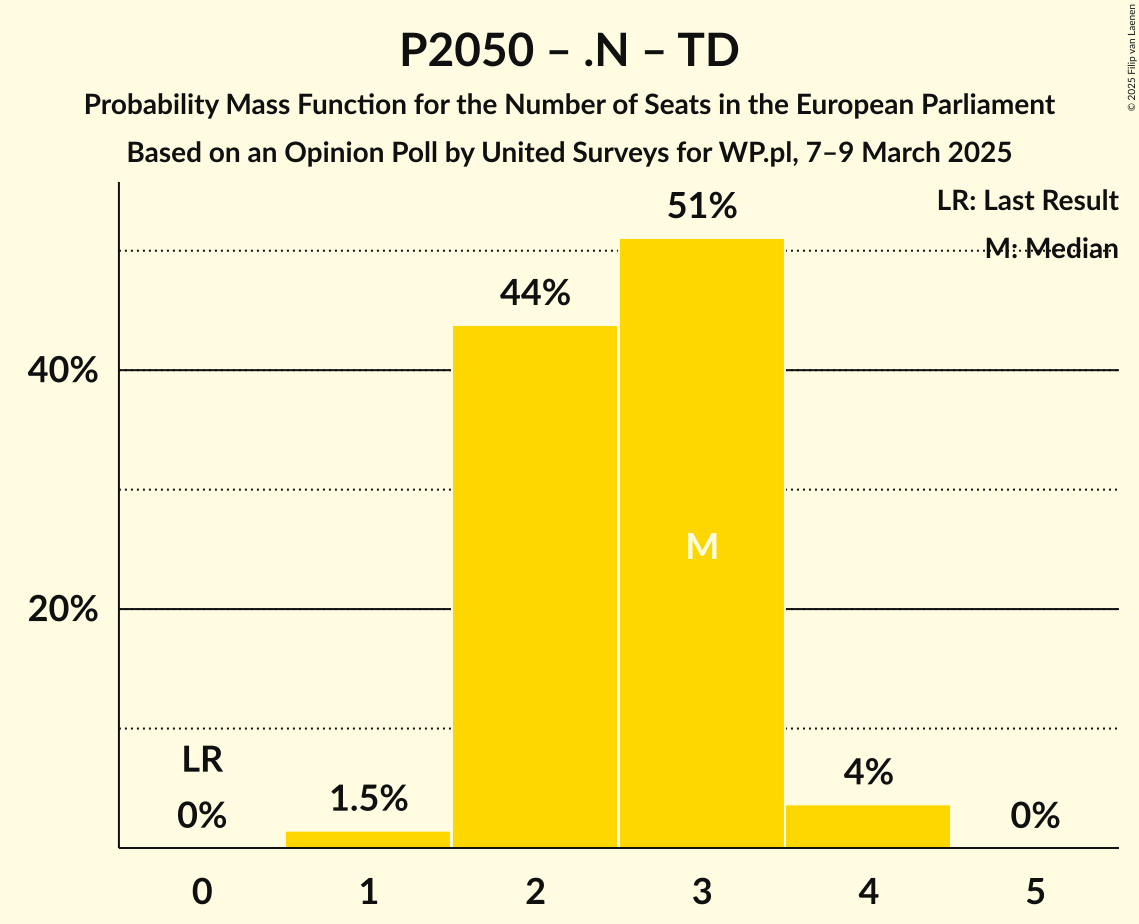 P2050 – .N – TD
Probability Mass Function for the Number of Seats in the European Parliament
Based on an Opinion Poll by United Surveys for WP.pl, 7–9 March 2025
© 2025 Filip van Laenen
LR: Last Result
M: Median
51%
44%
40%
M
20%
LR
0%
1.5%
4%
0%
0 1 2 3 4 5